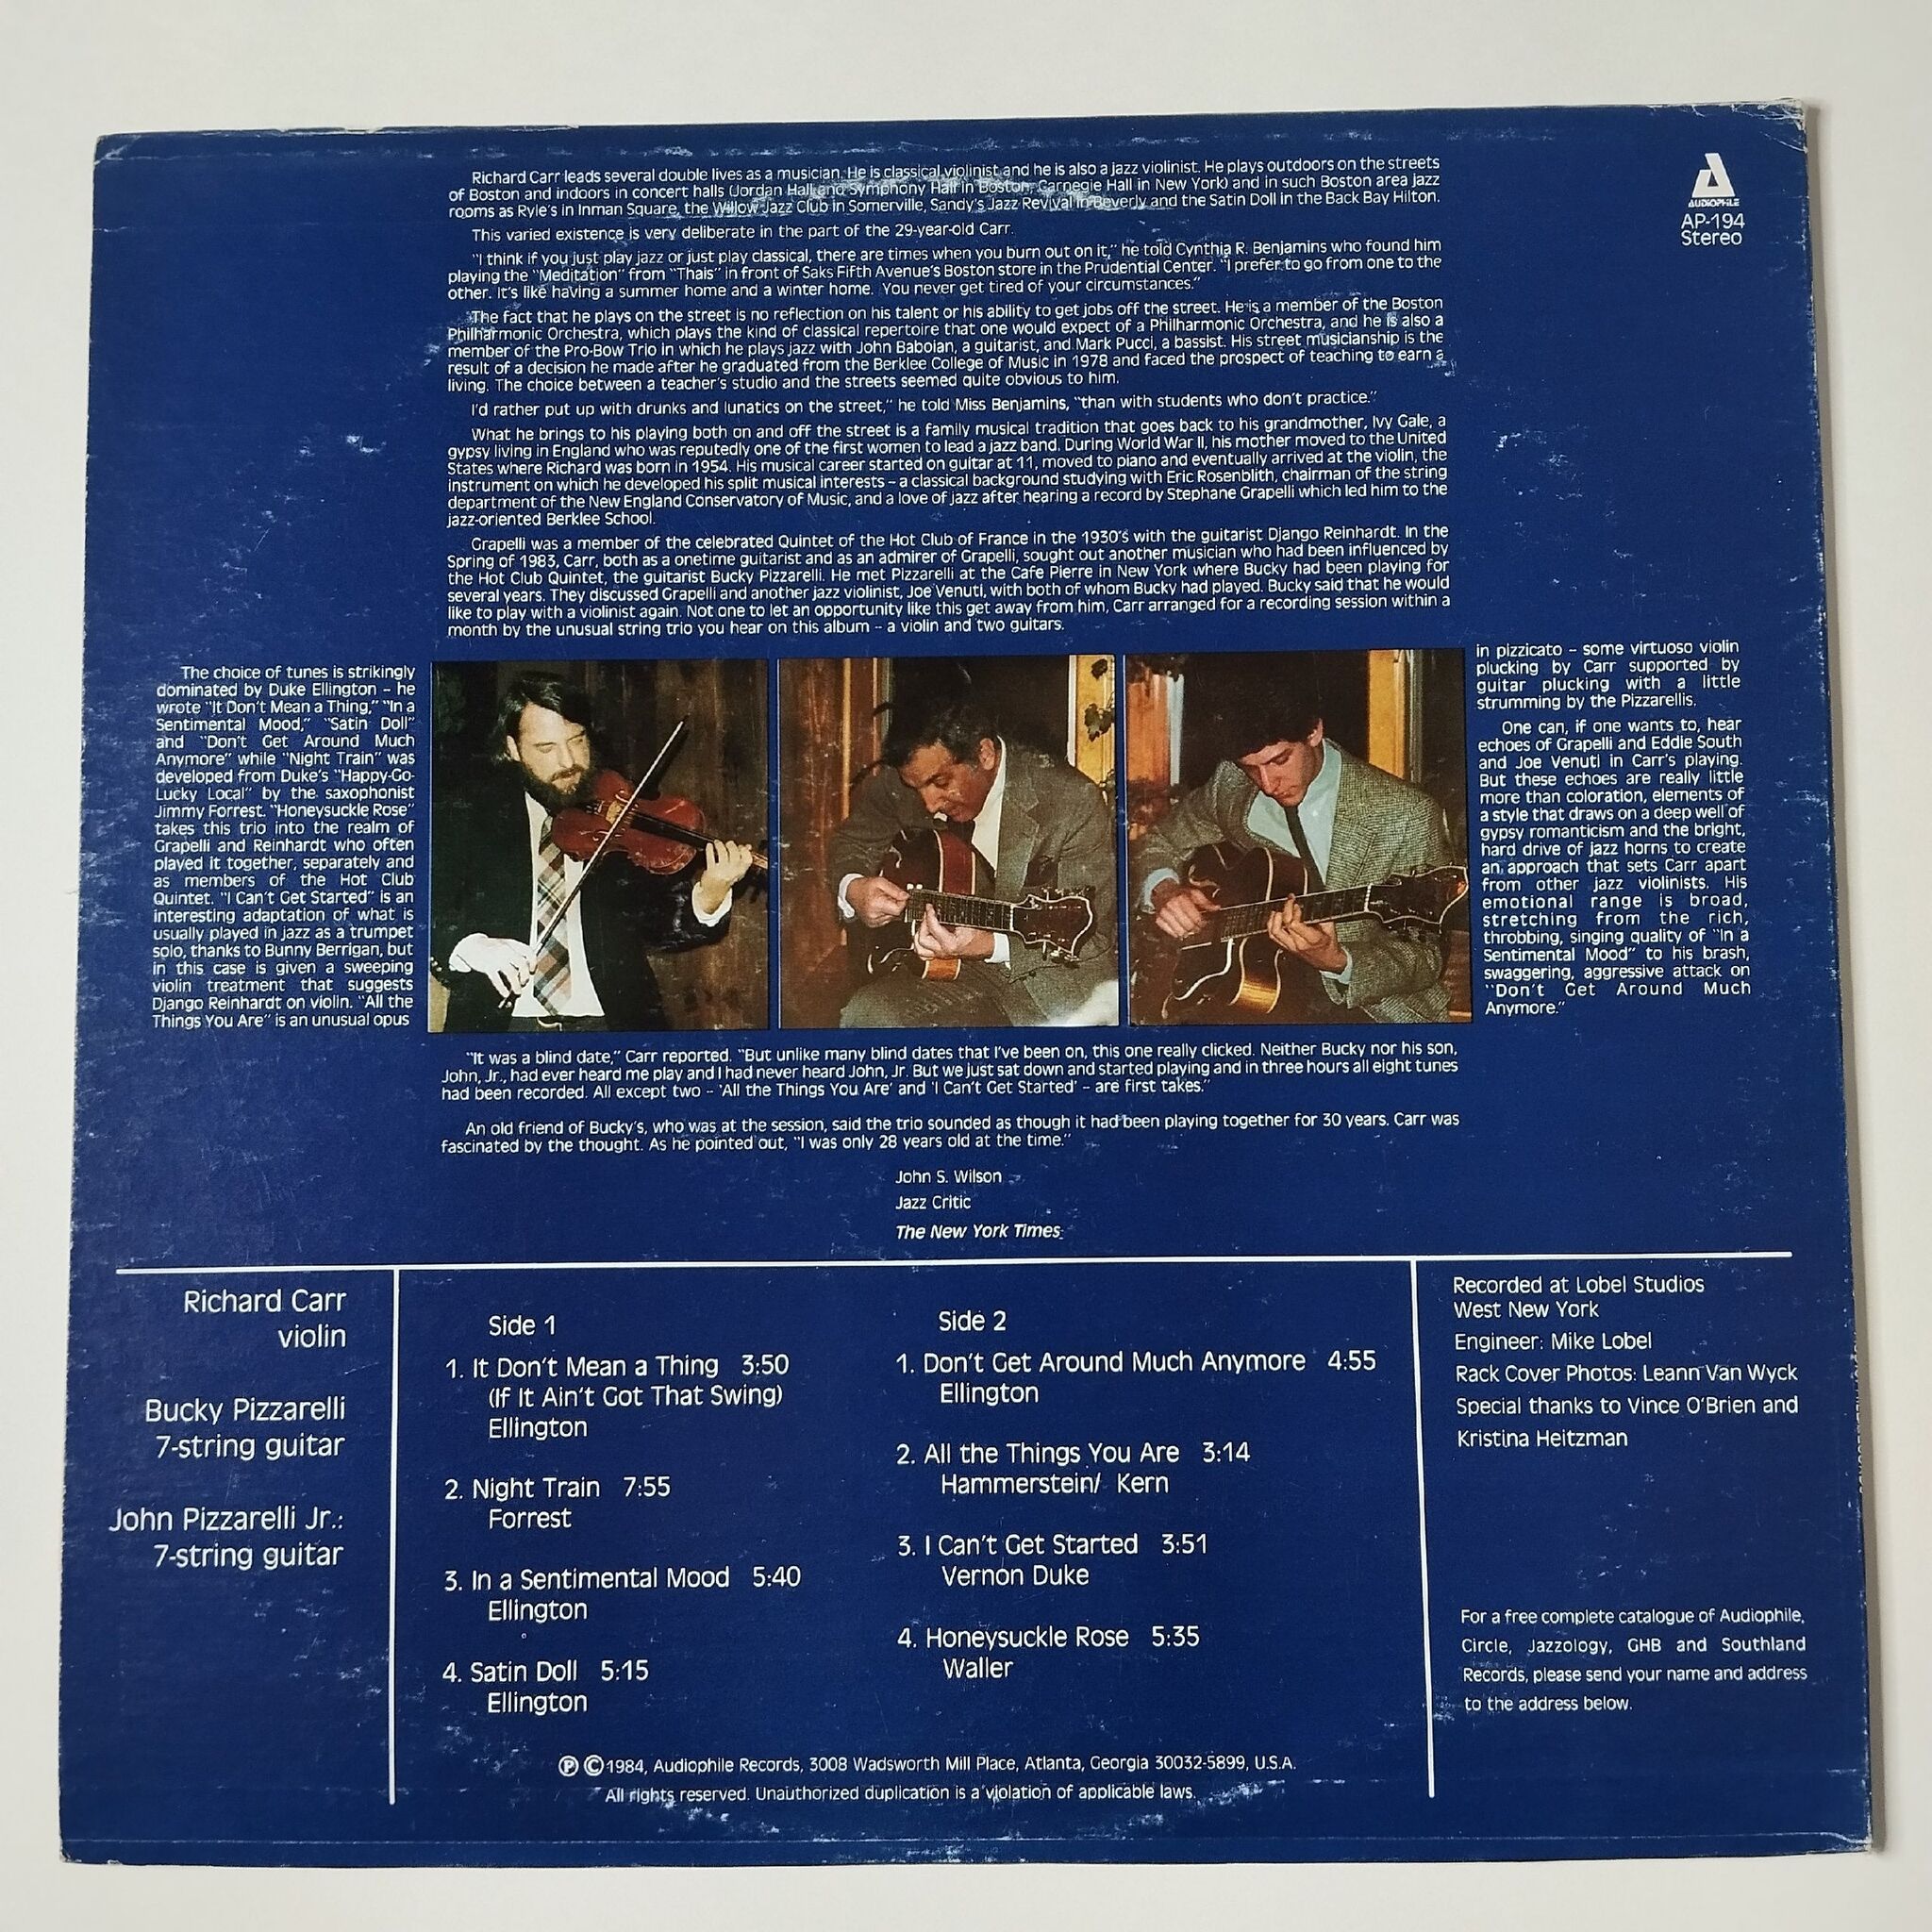 Richard Carr leads several double lives as a musician. He is classical violinist and he is also a jazz violinist. He plays outdoors on the streets
of Boston and indoors in concert halls (Jordan Hall and Symphony Hall in Boston, Carnegie Hall in New York) and in such Boston area jazz
rooms as Ryle's in Inman Square, the Willow Jazz Club in Somerville, Sandy's Jazz Revival in Beverly and the Satin Doll in the Back Bay Hilton.
This varied existence is very deliberate in the part of the 29-year-old Carr.
"I think if you just play jazz or just play classical, there are times when you burn out on it," he told Cynthia R. Benjamins who found him
playing the "Meditation" from "Thais" in front of Saks Fifth Avenue's Boston store in the Prudential Center. "I prefer to go from one to the
other. It's like having a summer home and a winter home. You never get tired of your circumstances."
The fact that he plays on the street is no reflection on his talent or his ability to get jobs off the street. He is a member of the Boston
Philharmonic Orchestra, which plays the kind of classical repertoire that one would expect of a Philharmonic Orchestra, and he is also a
member of the Pro-Bow Trio in which he plays jazz with John Baboian, a guitarist, and Mark Pucci, a bassist. His street musicianship is the
result of a decision he made after he graduated from the Berklee College of Music in 1978 and faced the prospect of teaching to earn a
living. The choice between a teacher's studio and the streets seemed quite obvious to him.
I'd rather put up with drunks and lunatics on the street," he told Miss Benjamins, "than with students who don't practice."
What he brings to his playing both on and off the street is a family musical tradition that goes back to his grandmother, Ivy Gale, a
gypsy living in England who was reputedly one of the first women to lead a jazz band. During World War II, his mother moved to the United
States where Richard was born in 1954. His musical career started on guitar at 11, moved to piano and eventually arrived at the violin, the
instrument on which he developed his split musical interests – a classical background studying with Eric Rosenblith, chairman of the string
department of the New England Conservatory of Music, and a love of jazz after hearing a record by Stephane Grapelli which led him to the
jazz-oriented Berklee School.
Grapelli was a member of the celebrated Quintet of the Hot Club of France in the 1930's with the guitarist Django Reinhardt. In the
Spring of 1983, Carr, both as a onetime guitarist and as an admirer of Grapelli, sought out another musician who had been influenced by
the Hot Club Quintet, the guitarist Bucky Pizzarelli. He met Pizzarelli at the Cafe Pierre in New York where Bucky had been playing for
several years. They discussed Grapelli and another jazz violinist, Joe Venuti, with both of whom Bucky had played. Bucky said that he would
like to play with a violinist again. Not one to let an opportunity like this get away from him, Carr arranged for a recording session within a
month by the unusual string trio you hear on this album – a violin and two guitars.
AUDIOPHILE
AP-194
Stereo
The choice of tunes is strikingly
dominated by Duke Ellington – he
wrote "It Don't Mean a Thing," "In a
Sentimental Mood," "Satin Doll"
and "Don't Get Around Much
Anymore" while "Night Train" was
developed from Duke's "Happy-Go-
Lucky Local" by the saxophonist
Jimmy Forrest. "Honeysuckle Rose"
takes this trio into the realm of
Grapelli and Reinhardt who often
played it together, separately and
as members of the Hot Club
Quintet. "I Can't Get Started" is an
interesting adaptation of what is
usually played in jazz as a trumpet
solo, thanks to Bunny Berrigan, but
in this case is given a sweeping
violin treatment that suggests
Django Reinhardt on violin. "All the
Things You Are" is an unusual opus
in pizzicato – some virtuoso violin
plucking by Carr supported by
guitar plucking with a little
strumming by the Pizzarellis.
One can, if one wants to, hear
echoes of Grapelli and Eddie South
and Joe Venuti in Carr's playing.
But these echoes are really little
more than coloration, elements of
a style that draws on a deep well of
gypsy romanticism and the bright,
hard drive of jazz horns to create
an approach that sets Carr apart
from other jazz violinists. His
emotional range is broad,
stretching from the rich,
throbbing, singing quality of "In a
Sentimental Mood" to his brash,
swaggering, aggressive attack on
"Don't Get Around Much
Anymore."
"It was a blind date," Carr reported. "But unlike many blind dates that I've been on, this one really clicked. Neither Bucky nor his son,
John, Jr., had ever heard me play and I had never heard John, Jr. But we just sat down and started playing and in three hours all eight tunes
had been recorded. All except two – 'All the Things You Are' and 'I Can't Get Started' – are first takes."
An old friend of Bucky's, who was at the session, said the trio sounded as though it had been playing together for 30 years. Carr was
fascinated by the thought. As he pointed out, "I was only 28 years old at the time."
John S. Wilson
Jazz Critic
The New York Times
Richard Carr
violin
Bucky Pizzarelli
7-string guitar
John Pizzarelli Jr.:
7-string guitar
Side 1
1. It Don't Mean a Thing 3:50
(If It Ain't Got That Swing)
Ellington
2. Night Train 7:55
Forrest
3. In a Sentimental Mood 5:40
Ellington
4. Satin Doll 5:15
Ellington
Side 2
1. Don't Get Around Much Anymore 4:55
Ellington
2. All the Things You Are 3:14
Hammerstein/ Kern
3. I Can't Get Started 3:51
Vernon Duke
4. Honeysuckle Rose 5:35
Waller
Recorded at Lobel Studios
West New York
Engineer: Mike Lobel
Rack Cover Photos: Leann Van Wyck
Special thanks to Vince O'Brien and
Kristina Heitzman
For a free complete catalogue of Audiophile,
Circle, Jazzology, GHB and Southland
Records, please send your name and address
to the address below.
Ⓟ ©1984, Audiophile Records, 3008 Wadsworth Mill Place, Atlanta, Georgia 30032-5899, U.S.A.
All rights reserved. Unauthorized duplication is a violation of applicable laws.